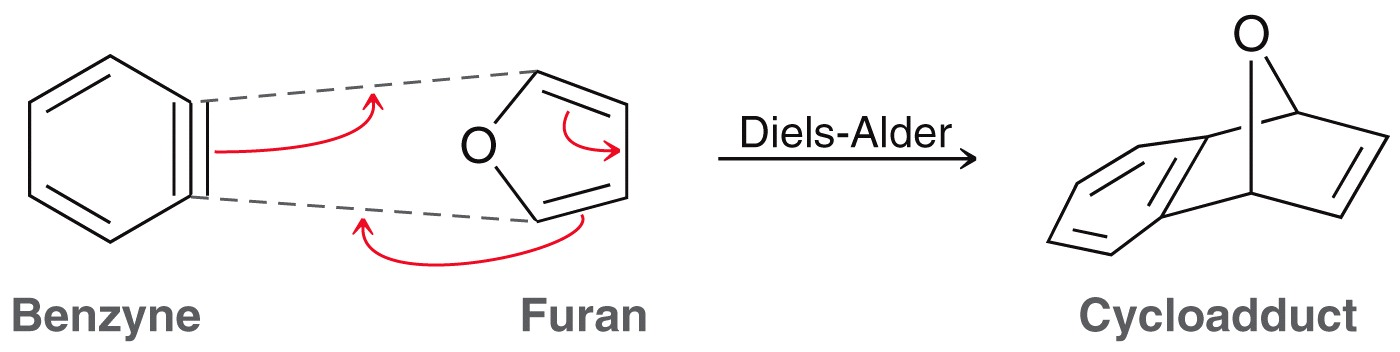 O
O
Diels-Alder
Benzyne
Furan
Cycloadduct